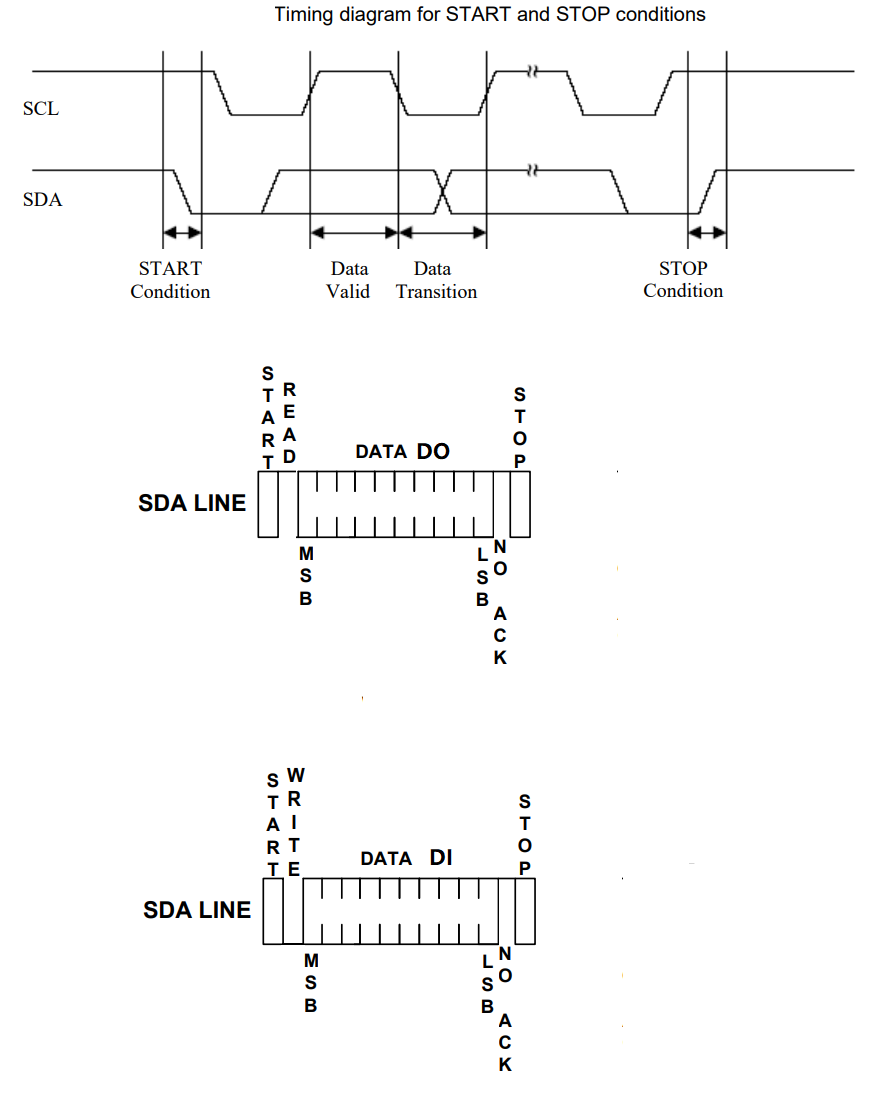 Timing diagram for START and STOP conditions
SCL
SDA
START
Condition
Data
Valid
Data
Transition
STOP
Condition
START
READ
DATA DO
STOP
SDA LINE
MSB
LSB
NO ACK
START
WRITE
DATA DI
STOP
SDA LINE
MSB
LSB
NO ACK